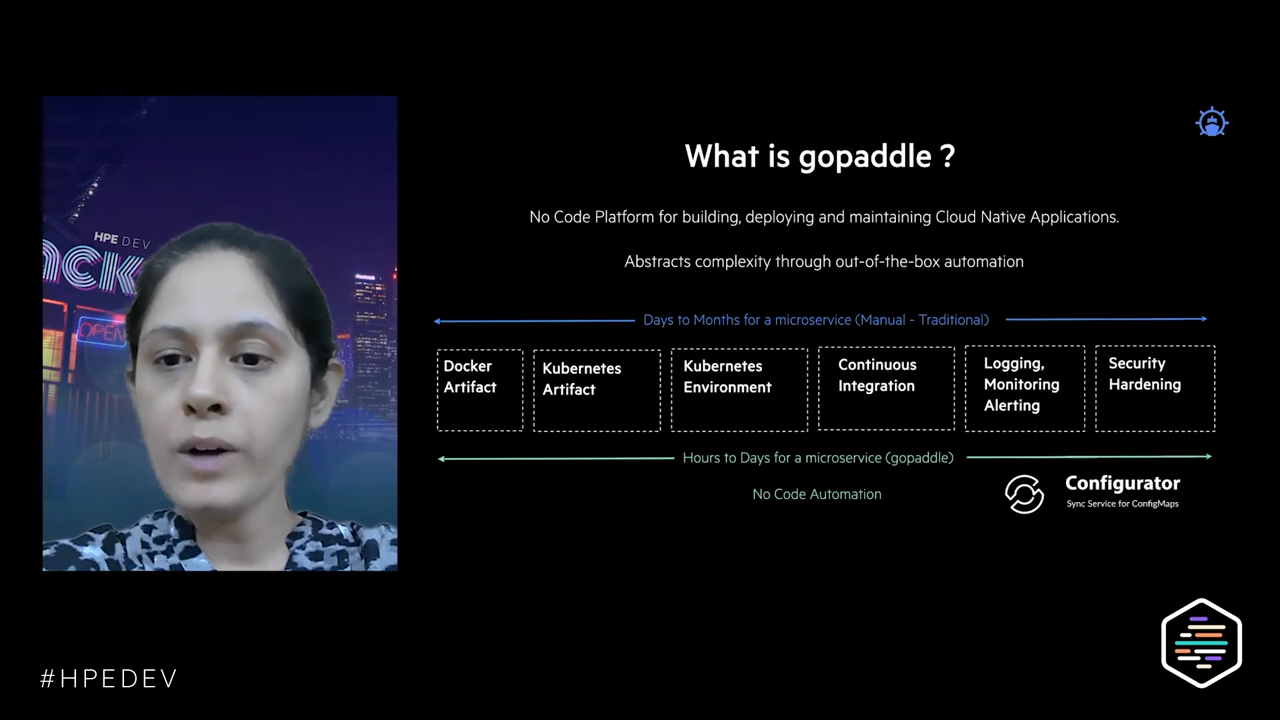 HPE DEV
ACK
OPEN
What is gopaddle ?
No Code Platform for building, deploying and maintaining Cloud Native Applications.
Abstracts complexity through out-of-the-box automation
Days to Months for a microservice (Manual - Traditional)
Docker
Artifact
Kubernetes
Artifact
Kubernetes
Environment
Continuous
Integration
Logging,
Monitoring
Alerting
Security
Hardening
Hours to Days for a microservice (gopaddle)
No Code Automation
Configurator
Sync Service for ConfigMaps
#HPEDEV